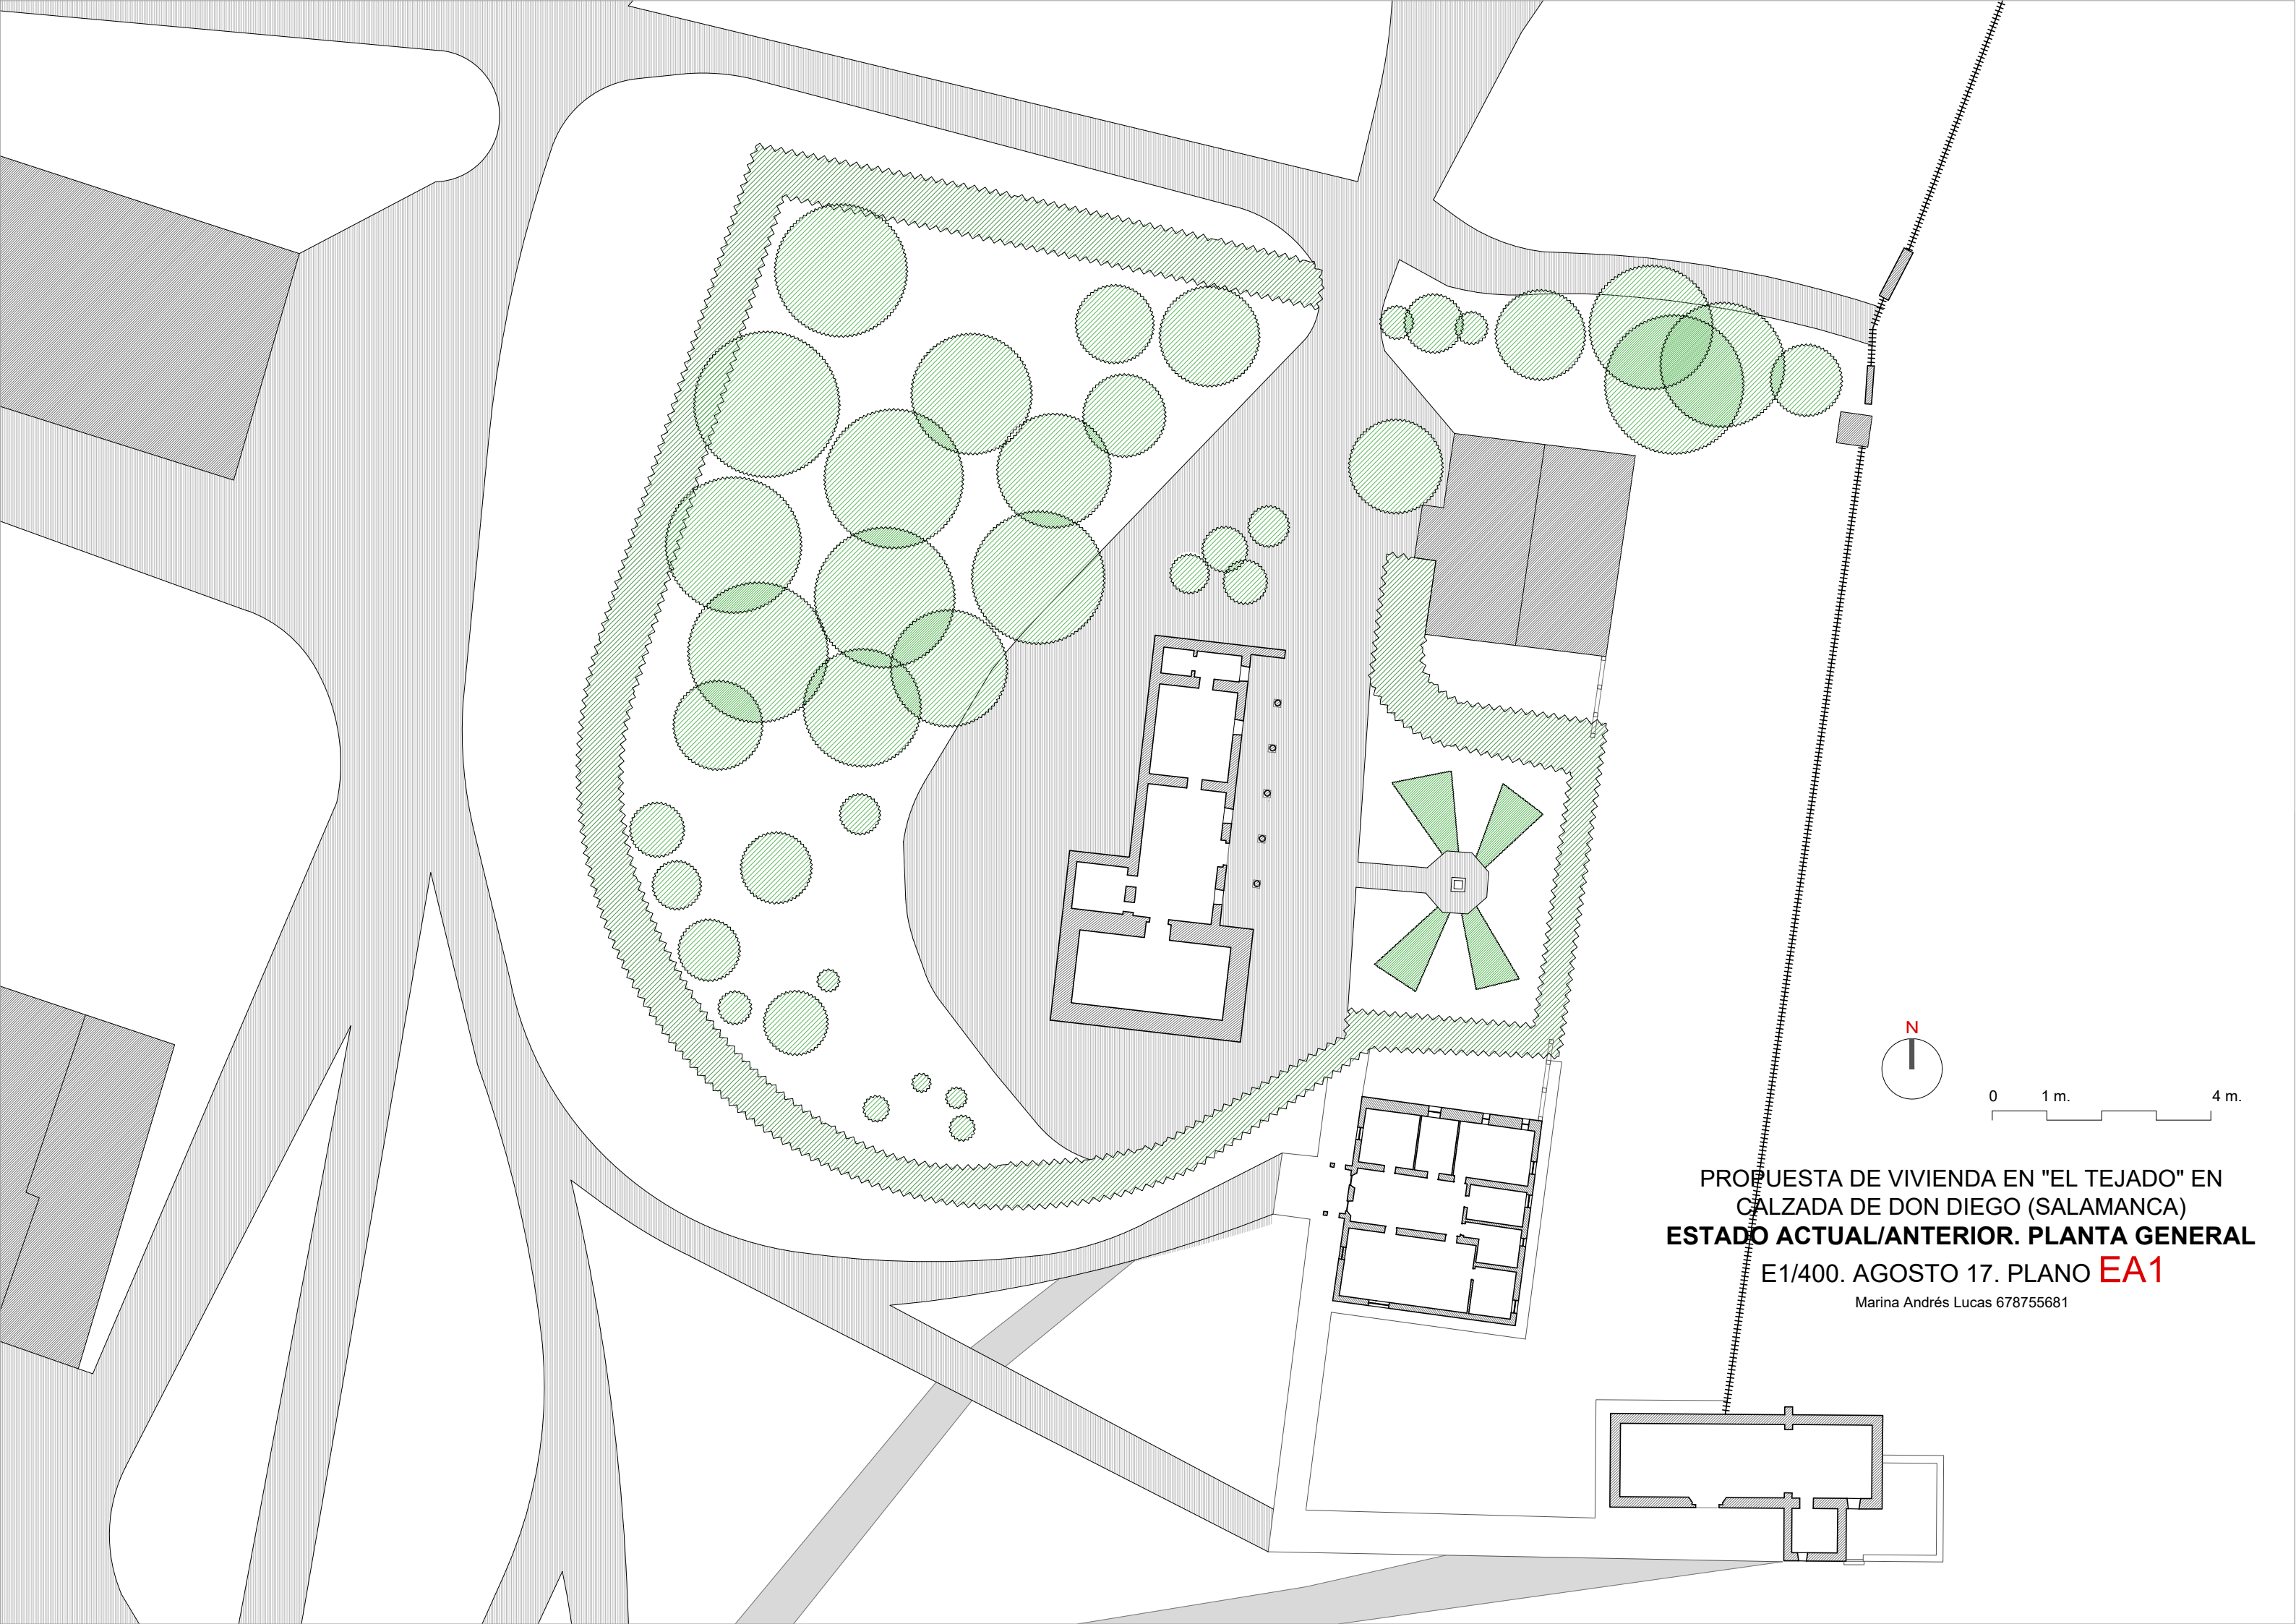 N
0 1 m. 4 m.
PROPUESTA DE VIVIENDA EN "EL TEJADO" EN
CALZADA DE DON DIEGO (SALAMANCA)
ESTADO ACTUAL/ANTERIOR. PLANTA GENERAL
E1/400. AGOSTO 17. PLANO EA1
Marina Andrés Lucas 678755681